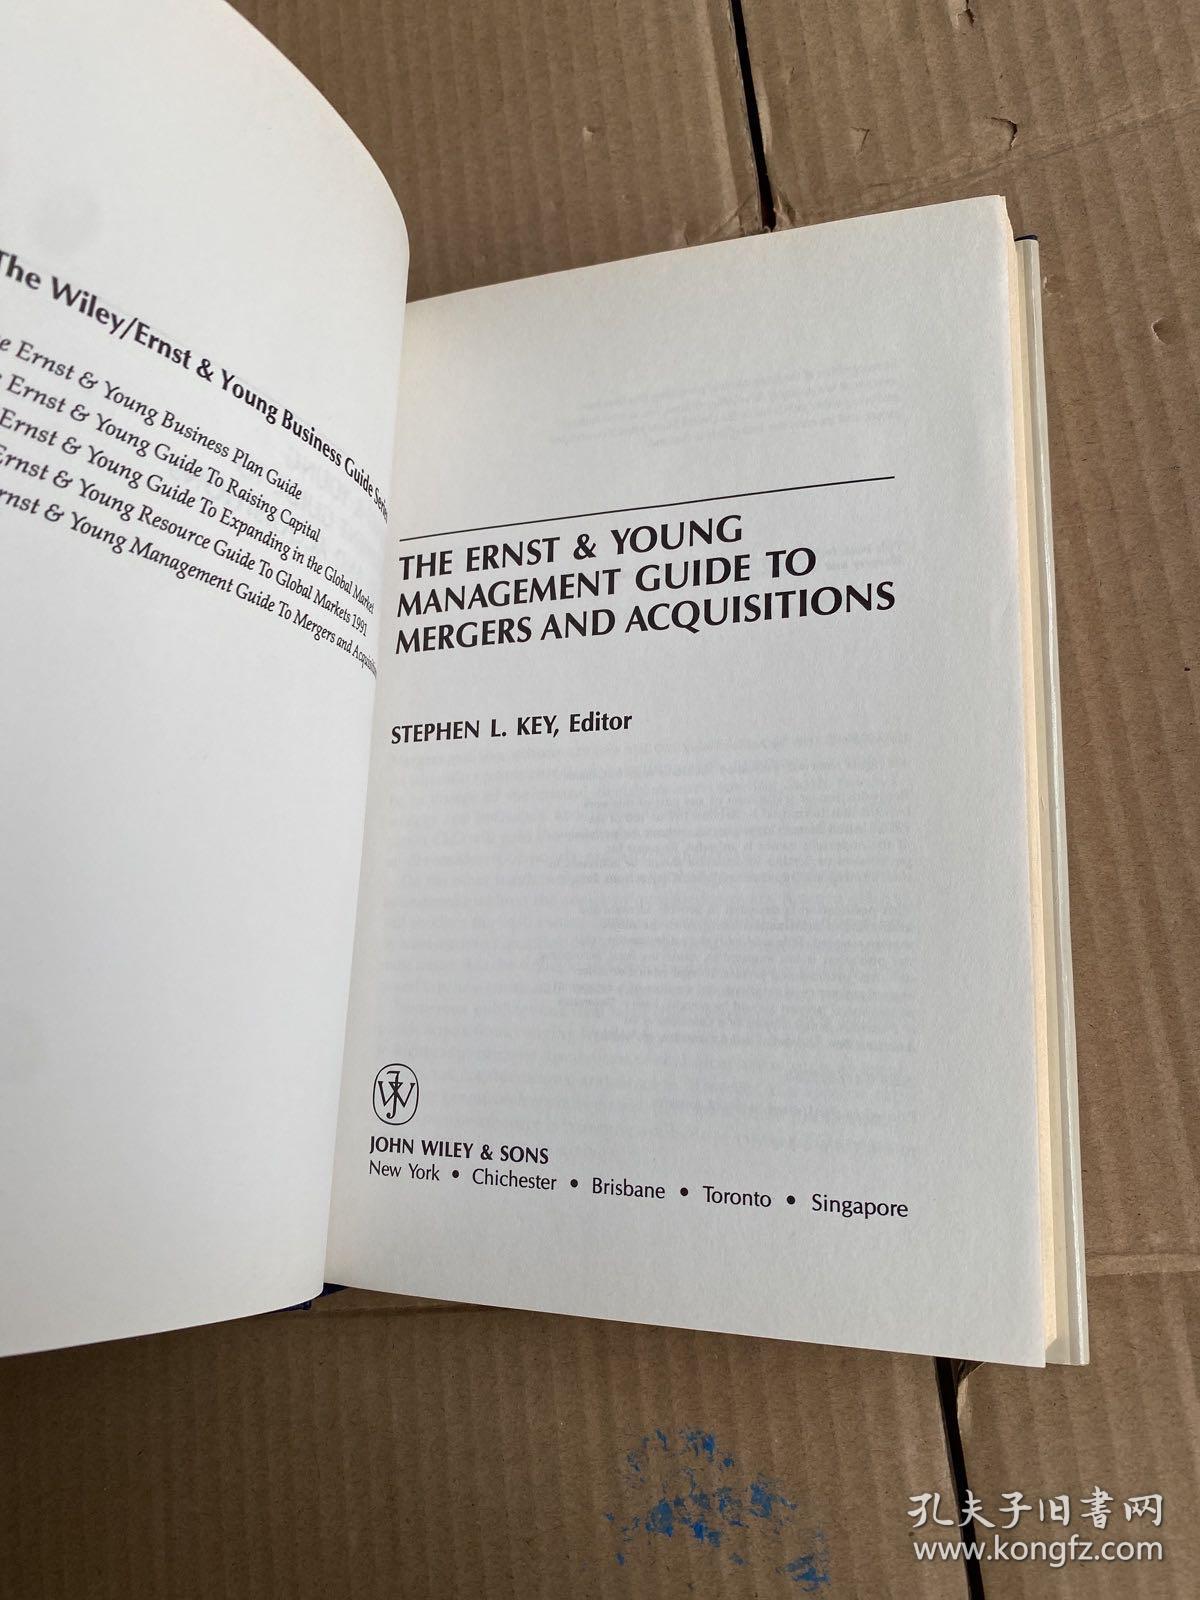 The Wiley/Ernst & Young Business Guide Series
Ernst & Young Business Plan Guide
Ernst & Young Guide To Raising Capital
Ernst & Young Guide To Expanding in the Global Market
Ernst & Young Resource Guide To Global Markets 1991
Ernst & Young Management Guide To Mergers and
THE ERNST & YOUNG
MANAGEMENT GUIDE TO
MERGERS AND ACQUISITIONS
STEPHEN L. KEY, Editor
JOHN WILEY & SONS
New York • Chichester • Brisbane • Toronto • Singapore
孔夫子旧书网
www.kongfz.com